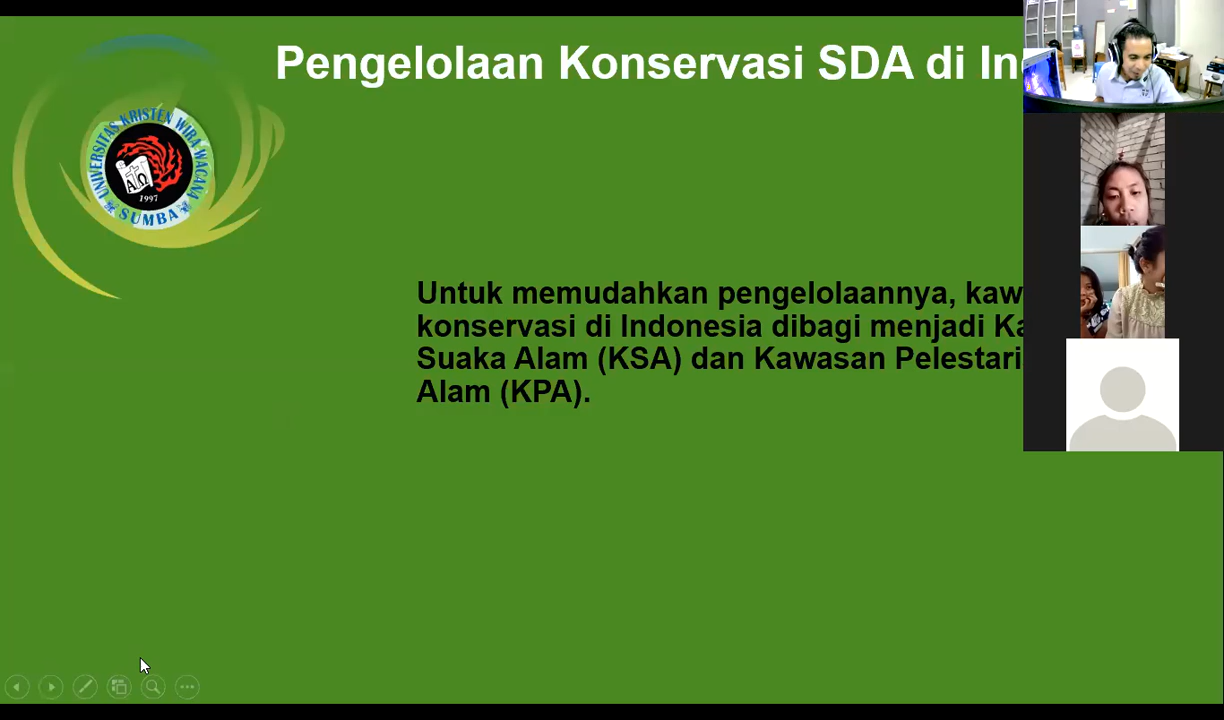 Pengelolaan Konservasi SDA di In
UNIVERSITAS KRISTEN WIRA WACANA
AΩ
1997
SUMBA
Untuk memudahkan pengelolaannya, kaw
konservasi di Indonesia dibagi menjadi Ka
Suaka Alam (KSA) dan Kawasan Pelestari
Alam (KPA).